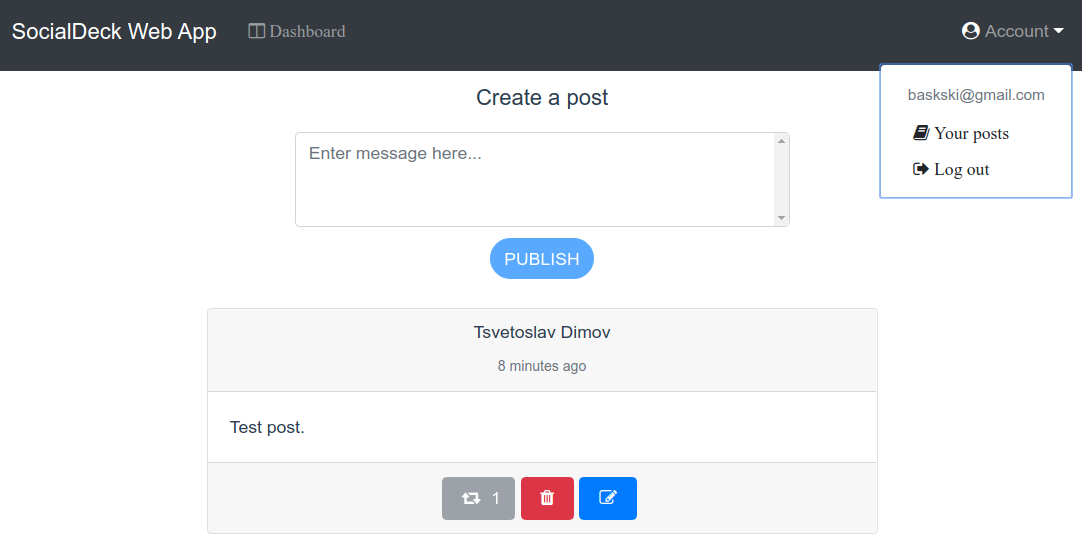 SocialDeck Web App
Dashboard
Account
baskski@gmail.com
Your posts
Log out
Create a post
Enter message here...
PUBLISH
Tsvetoslav Dimov
8 minutes ago
Test post.
1